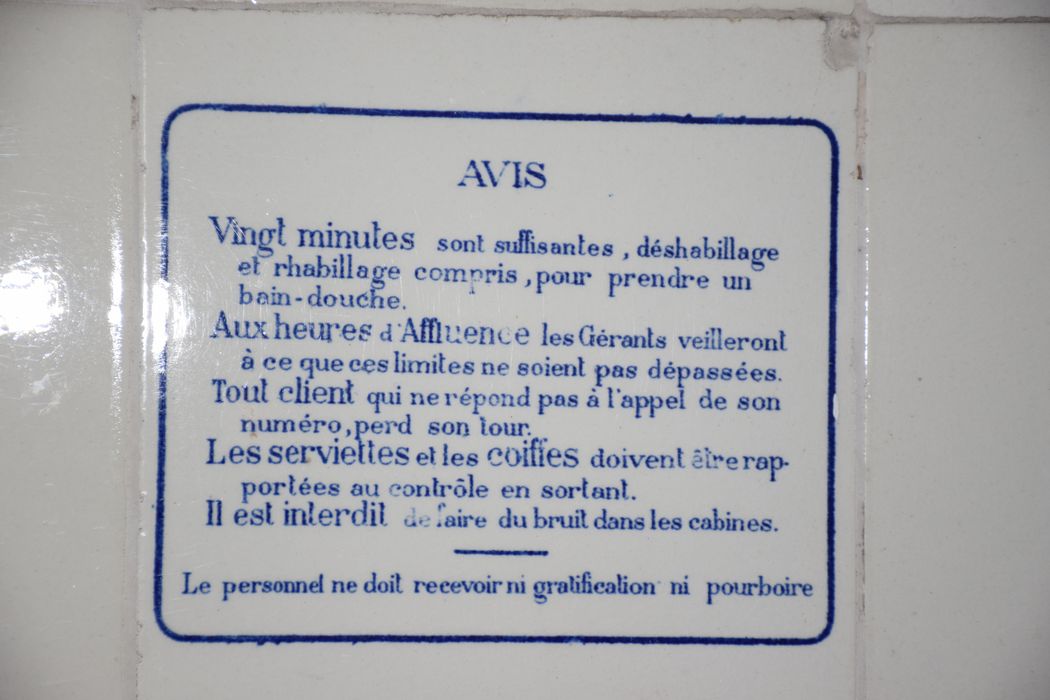 AVIS
Vingt minutes sont suffisantes, déshabillage
et rhabillage compris, pour prendre un
bain-douche.
Aux heures d'Affluence les Gérants veilleront
à ce que ces limites ne soient pas dépassées.
Tout client qui ne répond pas à l'appel de son
numéro, perd son tour.
Les serviettes et les coiffes doivent être rap-
portées au contrôle en sortant.
Il est interdit de faire du bruit dans les cabines.
Le personnel ne doit recevoir ni gratification ni pourboire